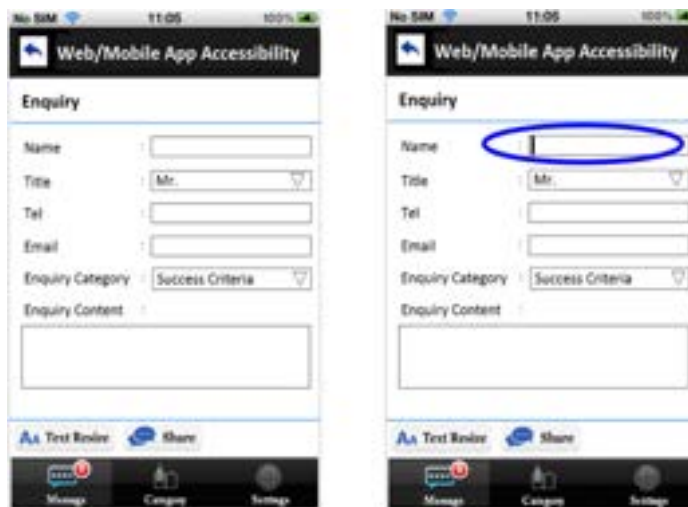 No SIM 11:05 100%
Web/Mobile App Accessibility
Enquiry
Name :
Title : Mr.
Tel :
Email :
Enquiry Category : Success Criteria
Enquiry Content :
AA Text Resize Share
Message Category Settings
No SIM 11:05 100%
Web/Mobile App Accessibility
Enquiry
Name :
Title : Mr.
Tel :
Email :
Enquiry Category : Success Criteria
Enquiry Content :
AA Text Resize Share
Message Category Settings